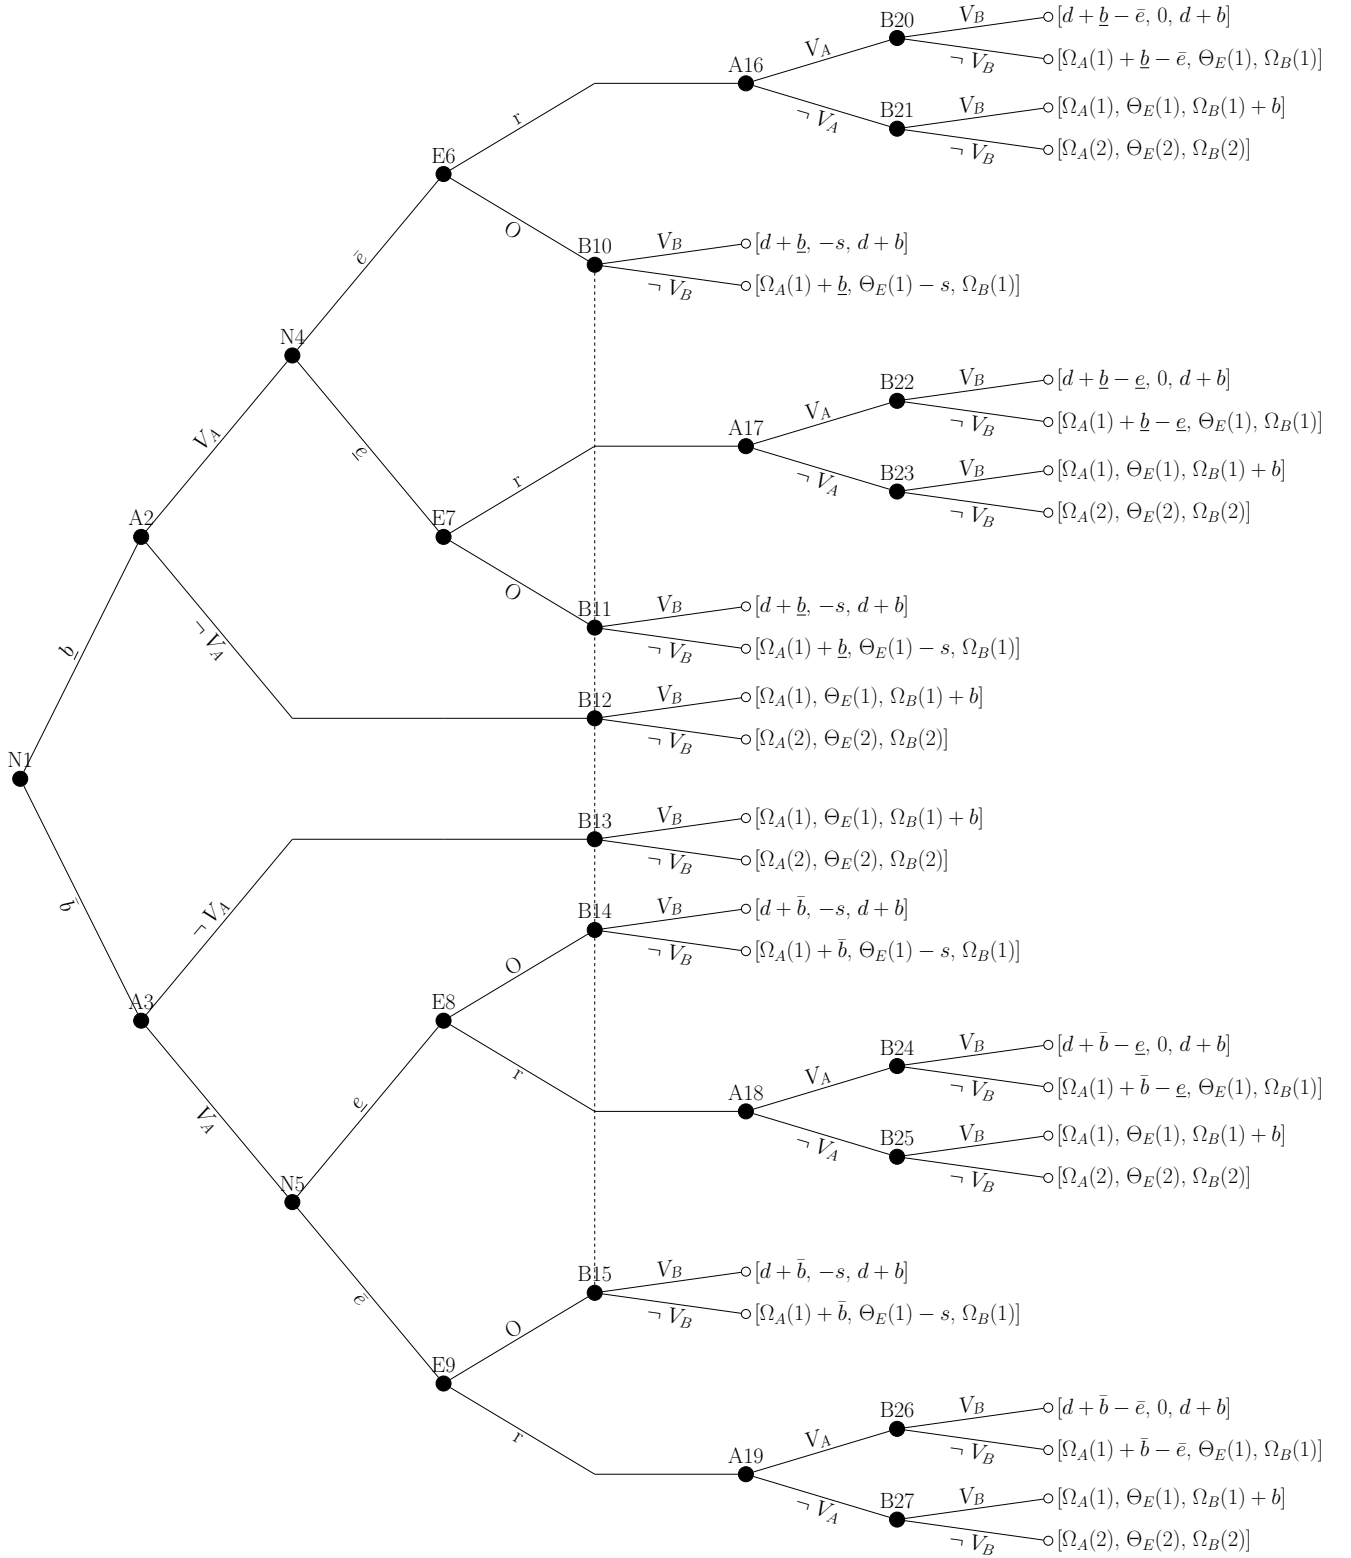 B20
V_B
[d + b̲ − ē, 0, d + b]
V_A
¬ V_B
[Ω_A(1) + b̲ − ē, Θ_E(1), Ω_B(1)]
A16
r
¬ V_A
B21
V_B
[Ω_A(1), Θ_E(1), Ω_B(1) + b]
¬ V_B
[Ω_A(2), Θ_E(2), Ω_B(2)]
E6
O
B10
V_B
[d + b̲, −s, d + b]
¬ V_B
[Ω_A(1) + b̲, Θ_E(1) − s, Ω_B(1)]
ē
N4
B22
V_B
[d + b̲ − e̲, 0, d + b]
V_A
¬ V_B
[Ω_A(1) + b̲ − e̲, Θ_E(1), Ω_B(1)]
A17
V_A
e̲
r
¬ V_A
B23
V_B
[Ω_A(1), Θ_E(1), Ω_B(1) + b]
¬ V_B
[Ω_A(2), Θ_E(2), Ω_B(2)]
A2
E7
O
B11
V_B
[d + b̲, −s, d + b]
¬ V_B
[Ω_A(1) + b̲, Θ_E(1) − s, Ω_B(1)]
b̲
¬ V_A
B12
V_B
[Ω_A(1), Θ_E(1), Ω_B(1) + b]
¬ V_B
[Ω_A(2), Θ_E(2), Ω_B(2)]
N1
B13
V_B
[Ω_A(1), Θ_E(1), Ω_B(1) + b]
¬ V_B
[Ω_A(2), Θ_E(2), Ω_B(2)]
b̄
¬ V_A
B14
V_B
[d + b̄, −s, d + b]
¬ V_B
[Ω_A(1) + b̄, Θ_E(1) − s, Ω_B(1)]
A3
E8
O
B24
V_B
[d + b̄ − e̲, 0, d + b]
V_A
¬ V_B
[Ω_A(1) + b̄ − e̲, Θ_E(1), Ω_B(1)]
A18
V_A
e̲
r
¬ V_A
B25
V_B
[Ω_A(1), Θ_E(1), Ω_B(1) + b]
¬ V_B
[Ω_A(2), Θ_E(2), Ω_B(2)]
N5
B15
V_B
[d + b̄, −s, d + b]
¬ V_B
[Ω_A(1) + b̄, Θ_E(1) − s, Ω_B(1)]
ē
O
E9
B26
V_B
[d + b̄ − ē, 0, d + b]
V_A
¬ V_B
[Ω_A(1) + b̄ − ē, Θ_E(1), Ω_B(1)]
r
A19
¬ V_A
B27
V_B
[Ω_A(1), Θ_E(1), Ω_B(1) + b]
¬ V_B
[Ω_A(2), Θ_E(2), Ω_B(2)]